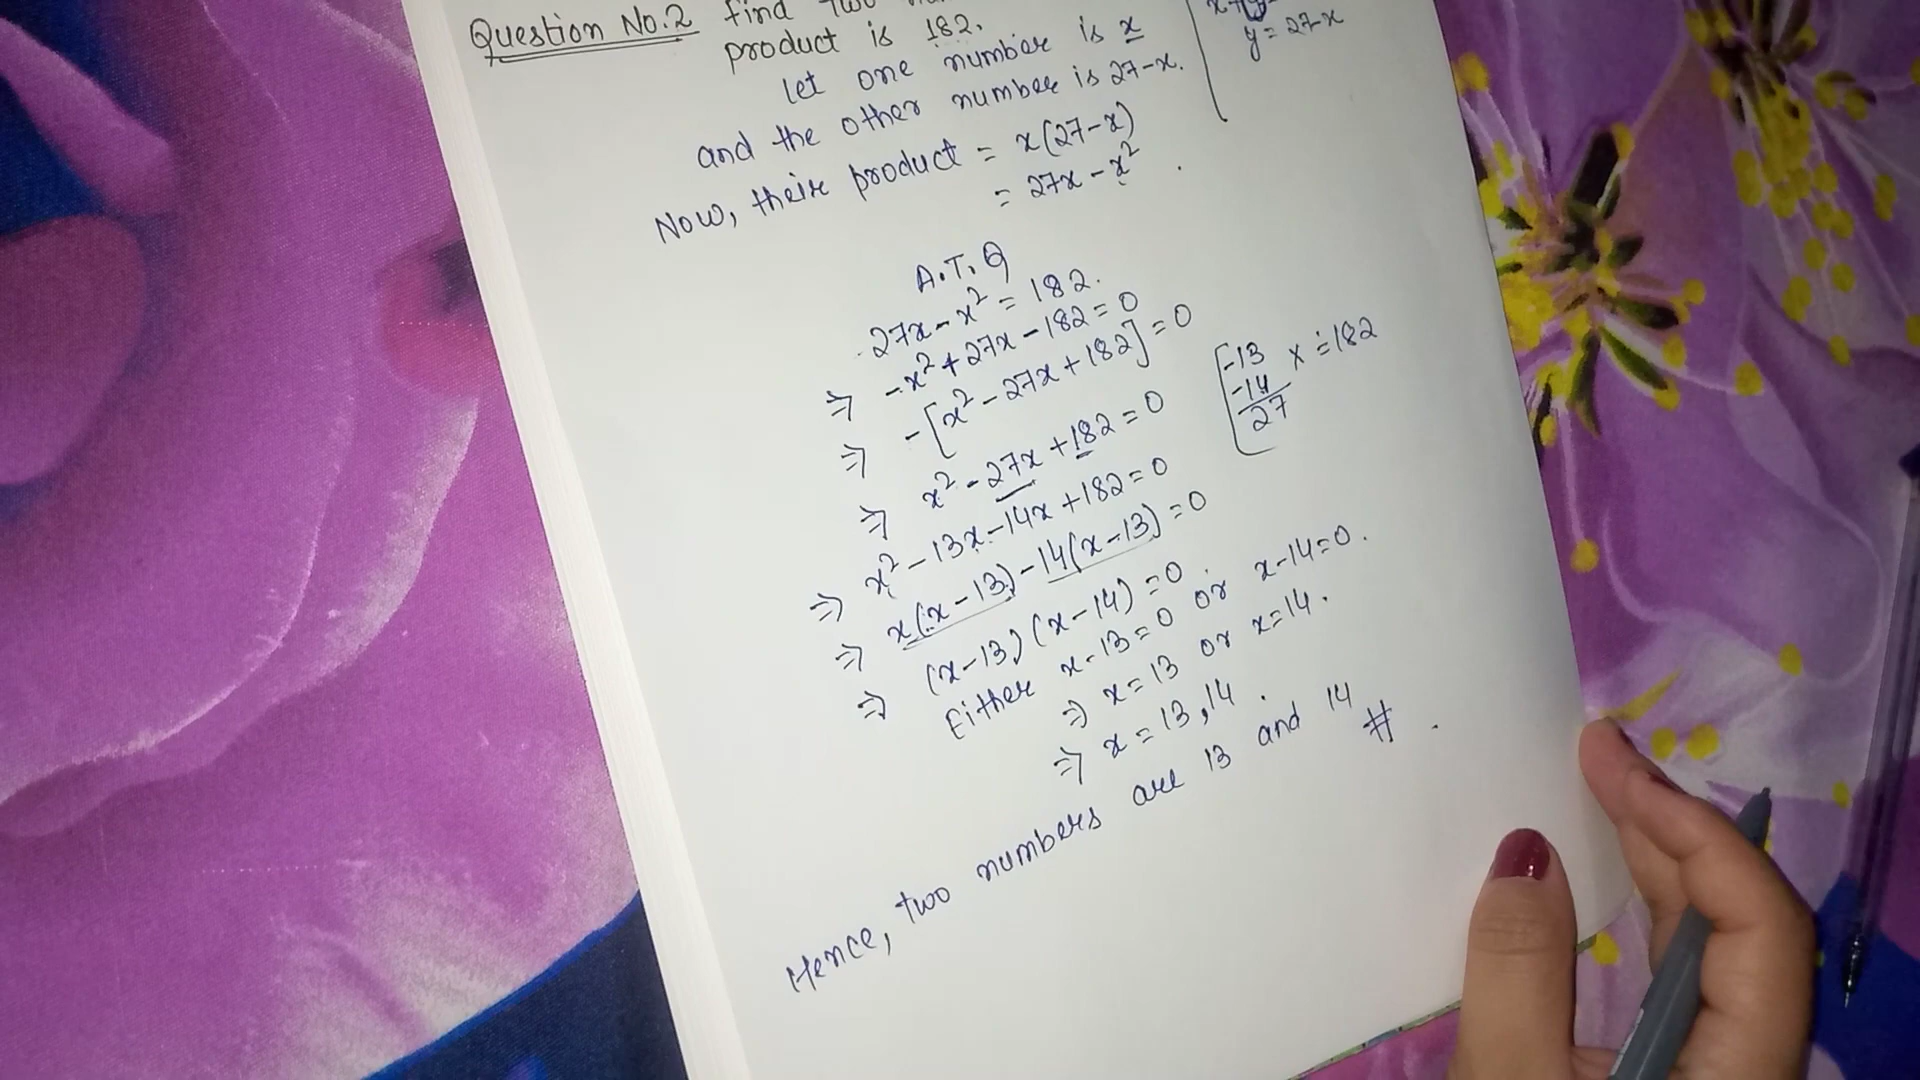 Question No.2 Find two
product is 182.
y = 27-x
let one number is x
and the other number is 27-x.
Now, their product = x(27-x)
= 27x - x²
A.T.Q
27x - x² = 182.
⇒ -x² + 27x - 182 = 0
⇒ -[x² - 27x + 182] = 0
⇒ x² - 27x + 182 = 0
-13 x = 182
-14
27
⇒ x² - 13x - 14x + 182 = 0
⇒ x(x-13) - 14(x-13) = 0
⇒ (x-13) (x-14) = 0
Either x-13 = 0 or x-14 = 0.
⇒ x = 13 or x = 14.
⇒ x = 13, 14.
Hence, two numbers are 13 and 14 #.